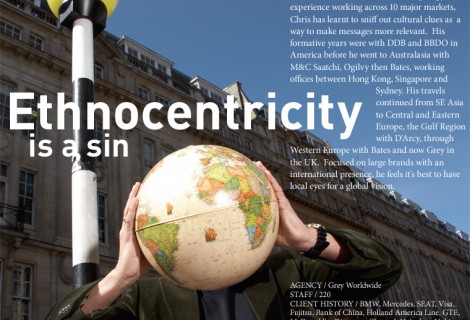 experience working across 10 major markets,
Chris has learnt to sniff out cultural clues as a
way to make messages more relevant. His
formative years were with DDB and BBDO in
America before he went to Australasia with
M&C Saatchi, Ogilvy then Bates, working
offices between Hong Kong, Singapore and
Sydney. His travels
continued from SE Asia
to Central and Eastern
Europe, the Gulf Region
with D'Arcy, through
Western Europe with Bates and now Grey in
the UK. Focused on large brands with an
international presence, he feels it's best to have
local eyes for a global vision.
Ethnocentricity
is a sin
AGENCY / Grey Worldwide
STAFF / 220
CLIENT HISTORY / BMW, Mercedes, SEAT, Visa,
Fujitsu, Bank of China, Holland America Line, GTE,